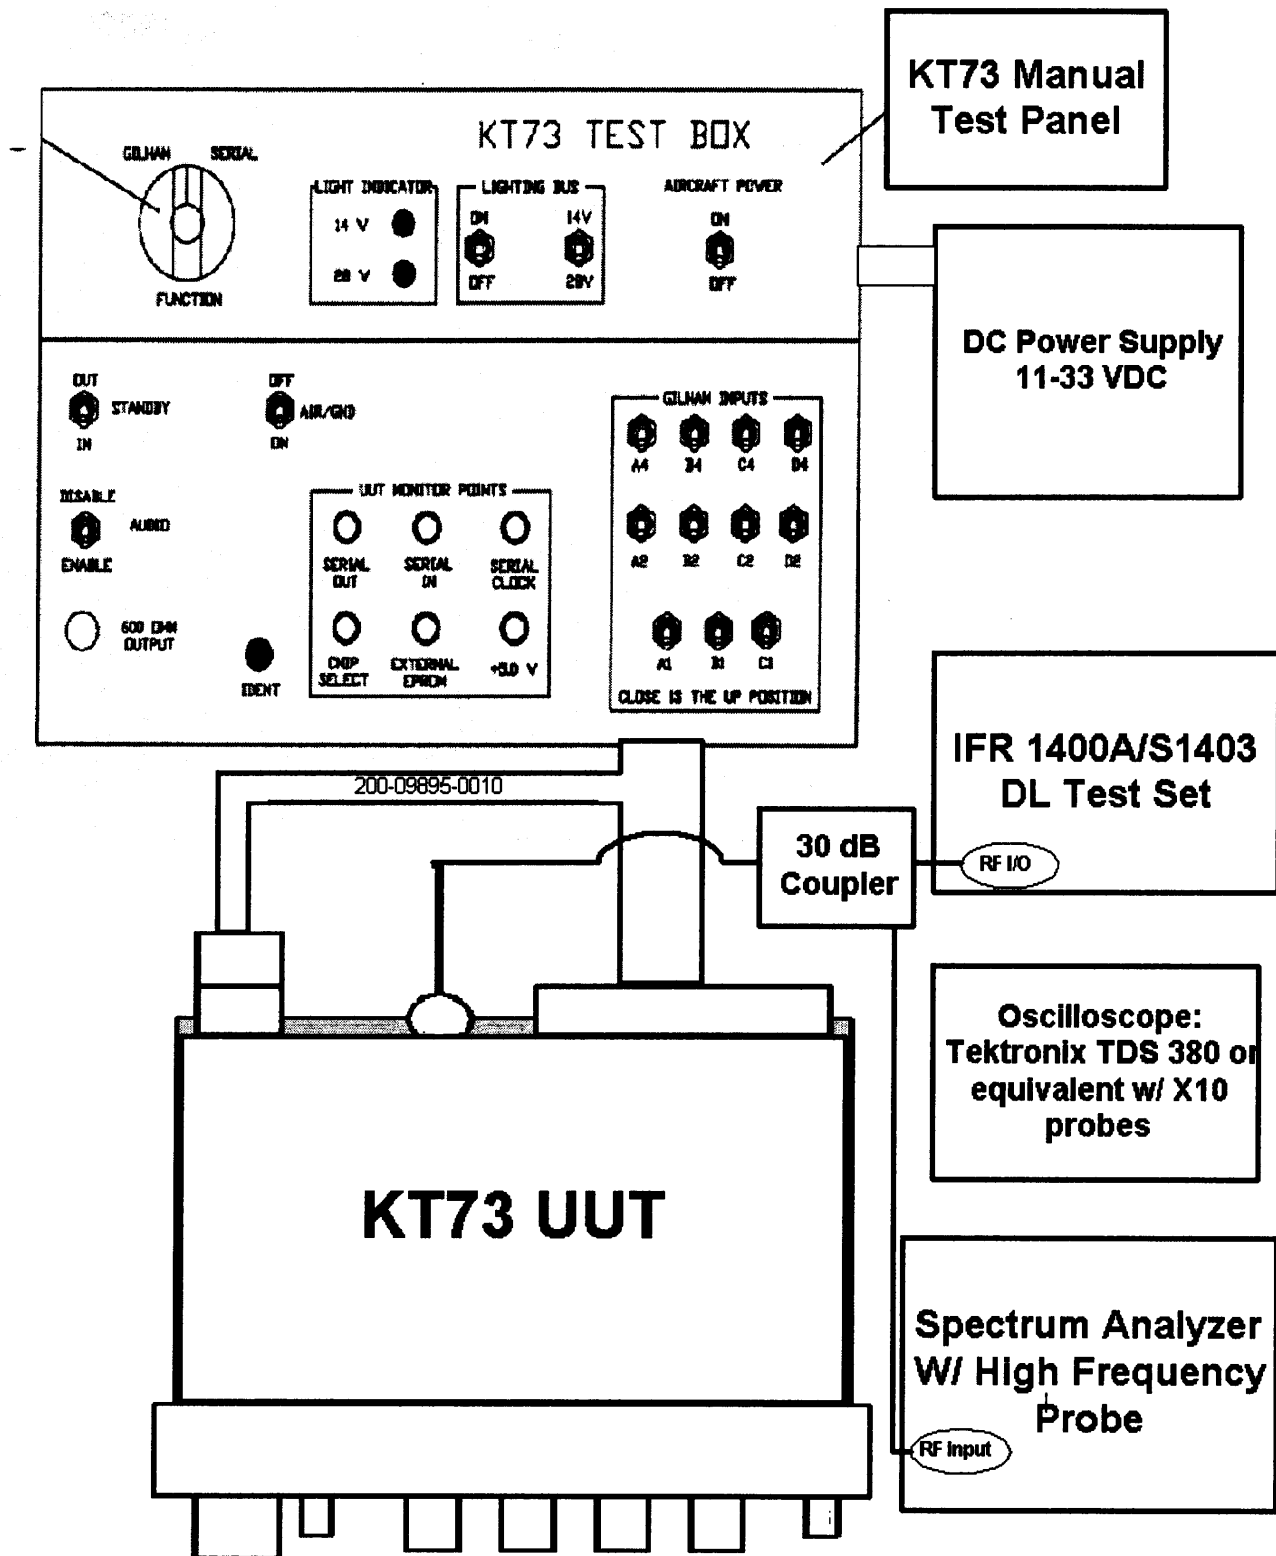 KT73 Manual
Test Panel
KT73 TEST BOX
GILHAM SERIAL
FUNCTION
LIGHT INDICATOR
14 V
28 V
LIGHTING BUS
ON 14V
OFF 28V
AIRCRAFT POWER
ON
OFF
DC Power Supply
11-33 VDC
OUT
STANDBY
IN
OFF
AIR/GND
ON
DISABLE
AUDIO
ENABLE
600 OHM
OUTPUT
IDENT
UUT MONITOR POINTS
SERIAL
OUT
SERIAL
IN
SERIAL
CLOCK
CHIP
SELECT
EXTERNAL
EPROM
+5.0 V
GILHAM INPUTS
A4 B4 C4 D4
A2 B2 C2 D2
A1 B1 C1
CLOSE IS THE UP POSITION
200-09895-0010
30 dB
Coupler
IFR 1400A/S1403
DL Test Set
RF I/O
Oscilloscope:
Tektronix TDS 380 or
equivalent w/ X10
probes
KT73 UUT
Spectrum Analyzer
W/ High Frequency
Probe
RF input